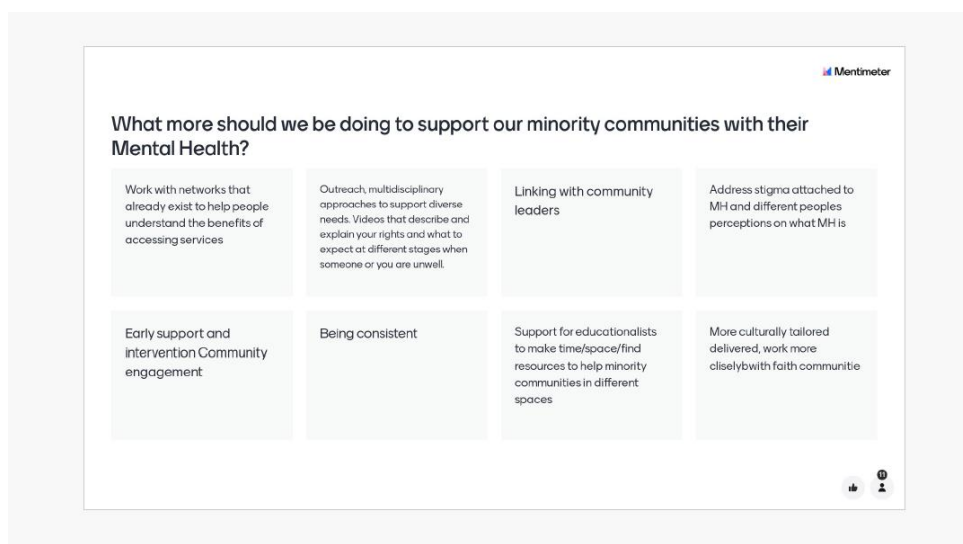 Mentimeter
What more should we be doing to support our minority communities with their
Mental Health?
Work with networks that
already exist to help people
understand the benefits of
accessing services
Outreach, multidisciplinary
approaches to support diverse
needs. Videos that describe and
explain your rights and what to
expect at different stages when
someone or you are unwell.
Linking with community
leaders
Address stigma attached to
MH and different peoples
perceptions on what MH is
Early support and
intervention Community
engagement
Being consistent
Support for educationalists
to make time/space/find
resources to help minority
communities in different
spaces
More culturally tailored
delivered, work more
cliselybwith faith communitie
11